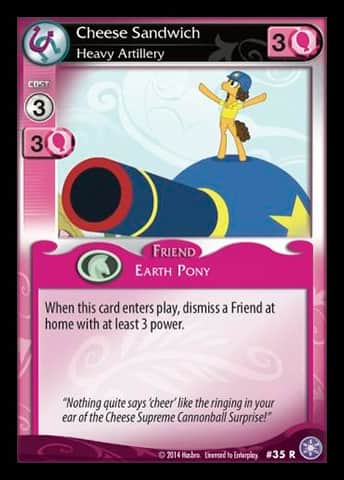 Cheese Sandwich
Heavy Artillery
3
COST
3
3
FRIEND
EARTH PONY
When this card enters play, dismiss a Friend at
home with at least 3 power.
"Nothing quite says 'cheer' like the ringing in your
ear of the Cheese Supreme Cannonball Surprise!"
© 2014 Hasbro. Licensed to Enterplay. #35 R